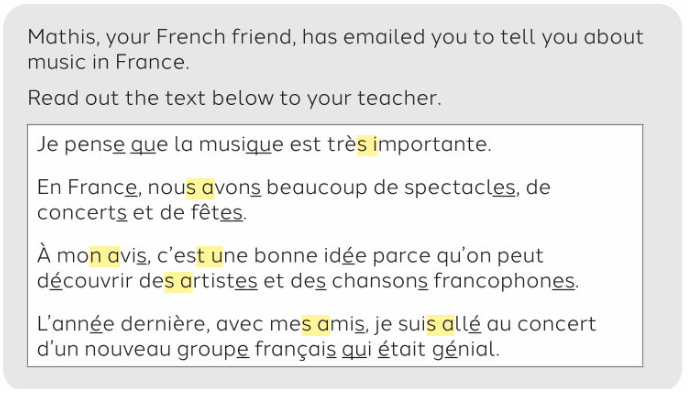 Mathis, your French friend, has emailed you to tell you about
music in France.
Read out the text below to your teacher.
Je pense que la musique est très importante.
En France, nous avons beaucoup de spectacles, de
concerts et de fêtes.
À mon avis, c'est une bonne idée parce qu'on peut
découvrir des artistes et des chansons francophones.
L'année dernière, avec mes amis, je suis allé au concert
d'un nouveau groupe français qui était génial.